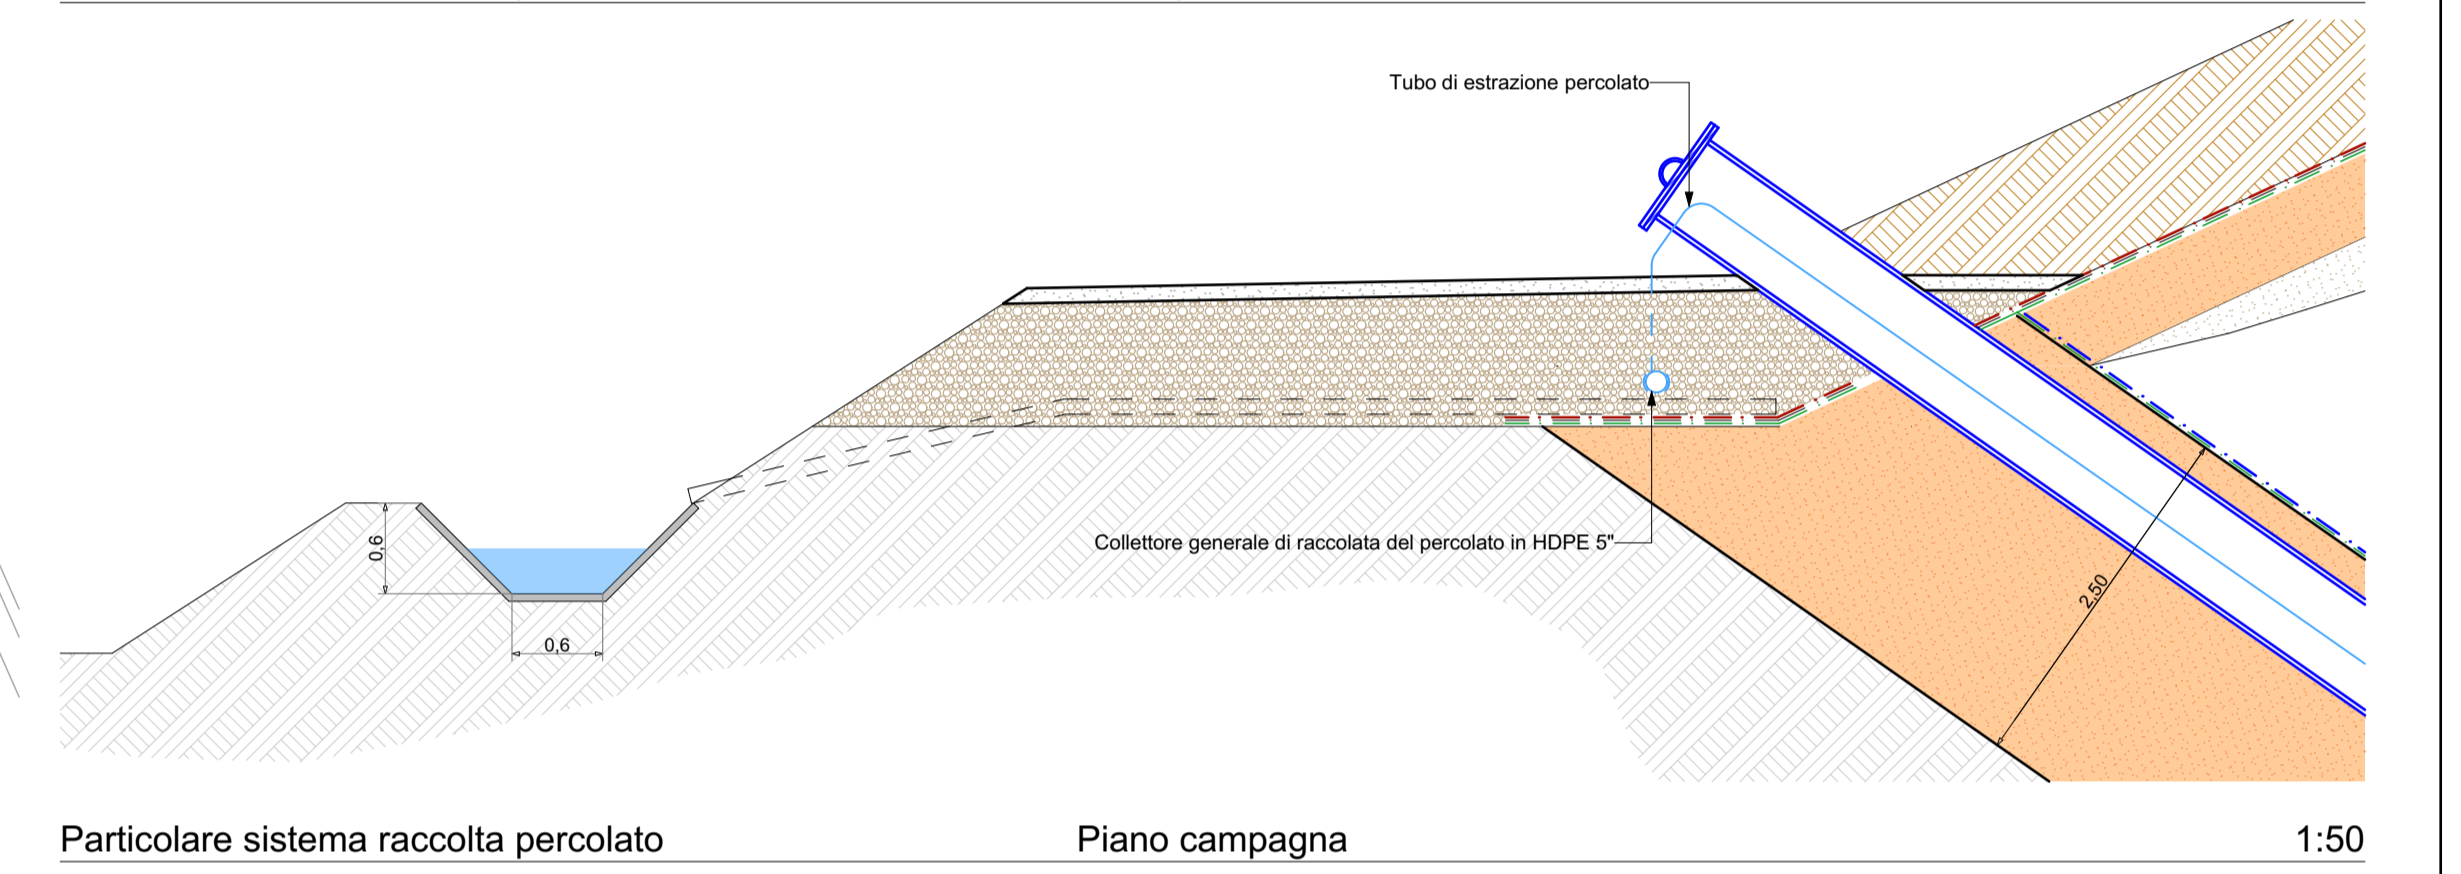 Tubo di estrazione percolato
0,6
Collettore generale di raccolata del percolato in HDPE 5"
2,50
0,6
Particolare sistema raccolta percolato
Piano campagna
1:50